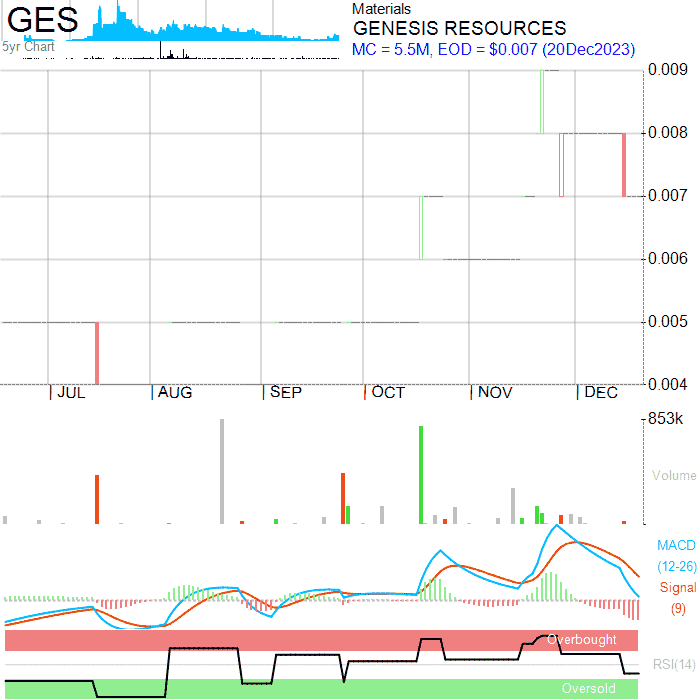 GES
5yr Chart
Materials
GENESIS RESOURCES
MC = 5.5M, EOD = $0.007 (20Dec2023)
0.009
0.008
0.007
0.006
0.005
0.004
JUL AUG SEP OCT NOV DEC
853k
Volume
MACD
(12-26)
Signal
(9)
Overbought
RSI(14)
Oversold